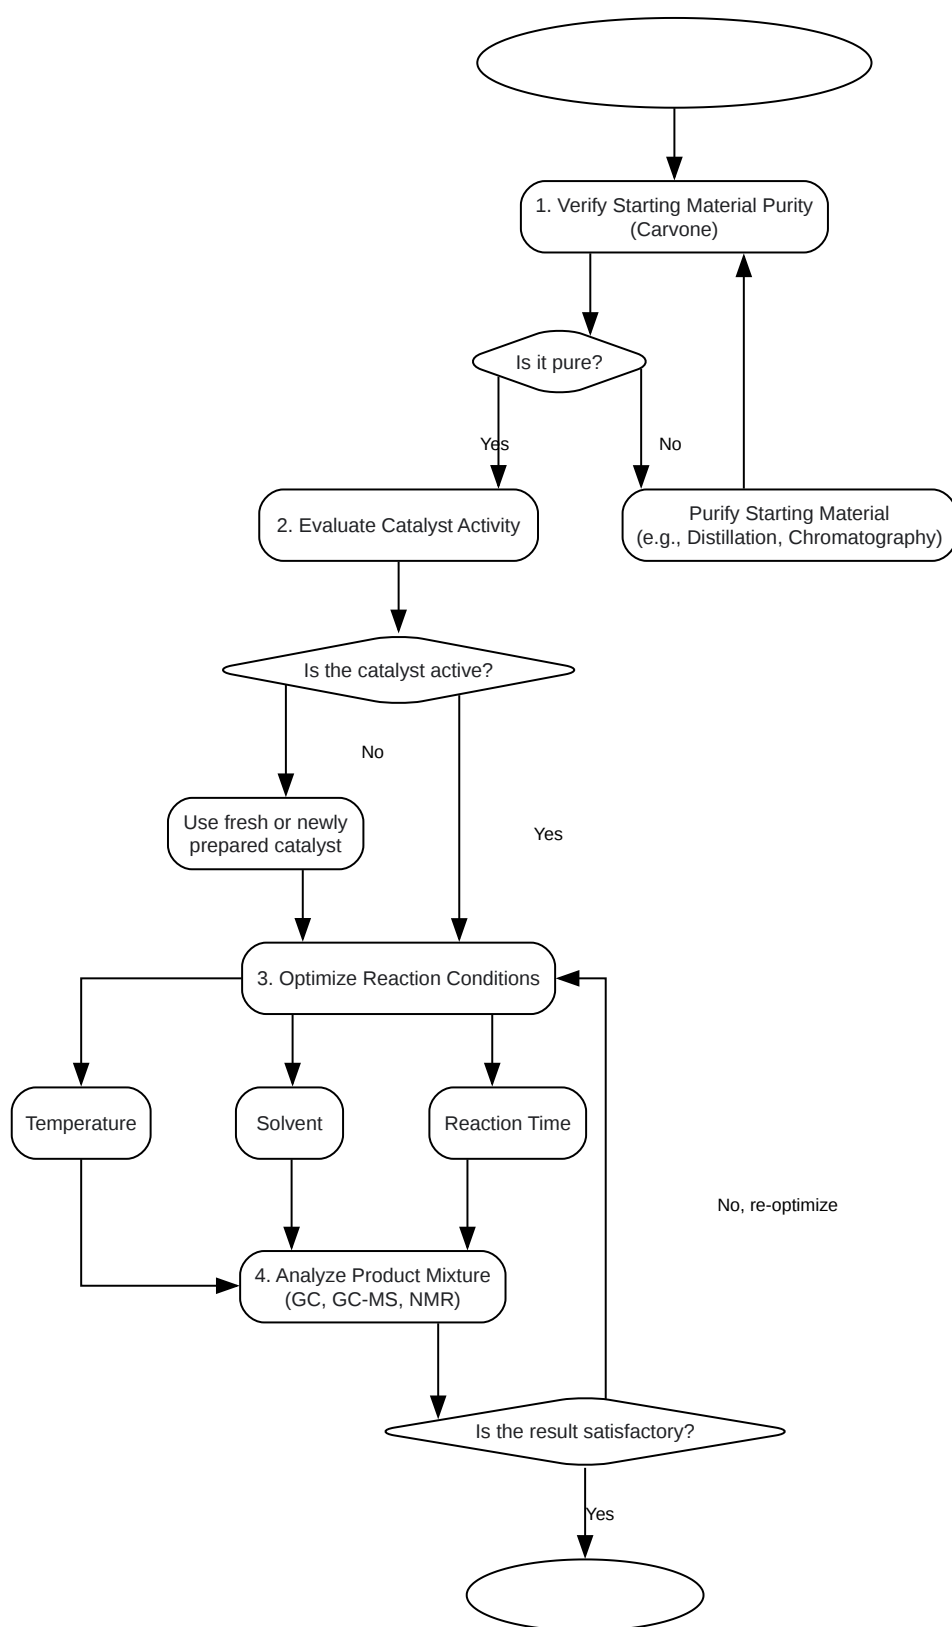 1. Verify Starting Material Purity
(Carvone)
Is it pure?
Yes
No
2. Evaluate Catalyst Activity
Purify Starting Material
(e.g., Distillation, Chromatography)
Is the catalyst active?
No
Use fresh or newly
prepared catalyst
Yes
3. Optimize Reaction Conditions
Temperature
Solvent
Reaction Time
No, re-optimize
4. Analyze Product Mixture
(GC, GC-MS, NMR)
Is the result satisfactory?
Yes